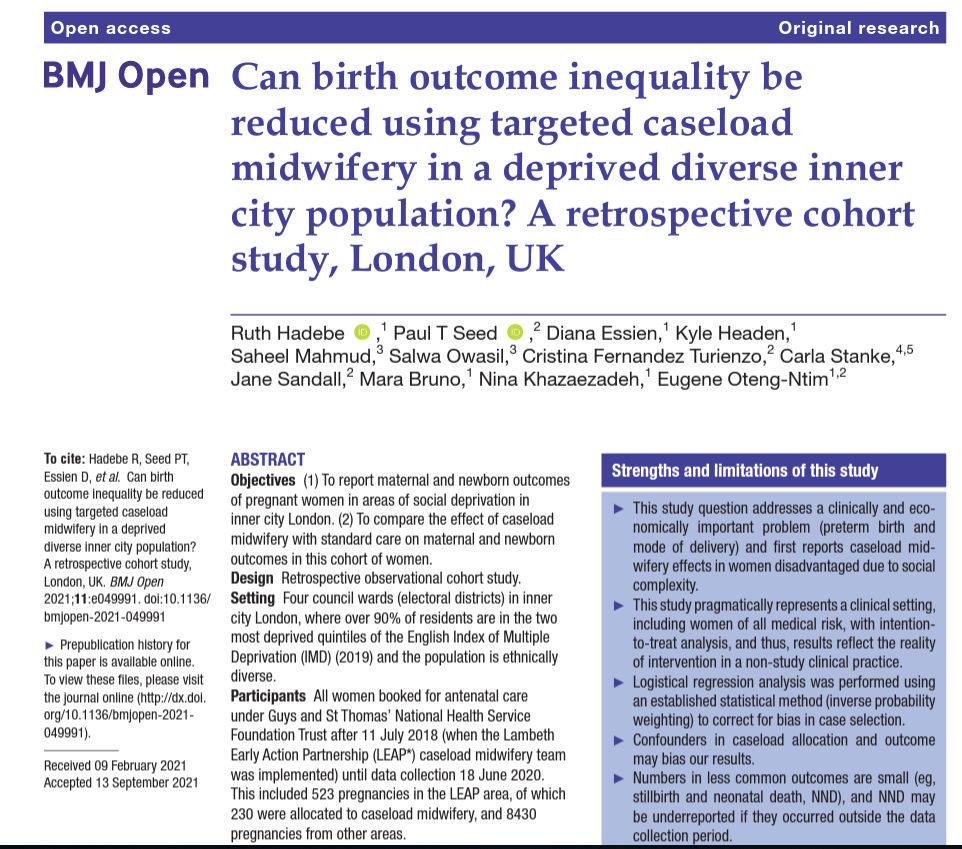 Open access
Original research
BMJ Open
Can birth outcome inequality be
reduced using targeted caseload
midwifery in a deprived diverse inner
city population? A retrospective cohort
study, London, UK
Ruth Hadebe iD ,1 Paul T Seed iD ,2 Diana Essien,1 Kyle Headen,1
Saheel Mahmud,3 Salwa Owasil,3 Cristina Fernandez Turienzo,2 Carla Stanke,4,5
Jane Sandall,2 Mara Bruno,1 Nina Khazaezadeh,1 Eugene Oteng-Ntim1,2
To cite: Hadebe R, Seed PT,
Essien D, et al. Can birth
outcome inequality be reduced
using targeted caseload
midwifery in a deprived
diverse inner city population?
A retrospective cohort study,
London, UK. BMJ Open
2021;11:e049991. doi:10.1136/
bmjopen-2021-049991
► Prepublication history for
this paper is available online.
To view these files, please visit
the journal online (http://dx.doi.
org/10.1136/bmjopen-2021-
049991).
Received 09 February 2021
Accepted 13 September 2021
ABSTRACT
Objectives (1) To report maternal and newborn outcomes
of pregnant women in areas of social deprivation in
inner city London. (2) To compare the effect of caseload
midwifery with standard care on maternal and newborn
outcomes in this cohort of women.
Design Retrospective observational cohort study.
Setting Four council wards (electoral districts) in inner
city London, where over 90% of residents are in the two
most deprived quintiles of the English Index of Multiple
Deprivation (IMD) (2019) and the population is ethnically
diverse.
Participants All women booked for antenatal care
under Guys and St Thomas' National Health Service
Foundation Trust after 11 July 2018 (when the Lambeth
Early Action Partnership (LEAP*) caseload midwifery team
was implemented) until data collection 18 June 2020.
This included 523 pregnancies in the LEAP area, of which
230 were allocated to caseload midwifery, and 8430
pregnancies from other areas.
Strengths and limitations of this study
► This study question addresses a clinically and eco-
nomically important problem (preterm birth and
mode of delivery) and first reports caseload mid-
wifery effects in women disadvantaged due to social
complexity.
► This study pragmatically represents a clinical setting,
including women of all medical risk, with intention-
to-treat analysis, and thus, results reflect the reality
of intervention in a non-study clinical practice.
► Logistical regression analysis was performed using
an established statistical method (inverse probability
weighting) to correct for bias in case selection.
► Confounders in caseload allocation and outcome
may bias our results.
► Numbers in less common outcomes are small (eg,
stillbirth and neonatal death, NND), and NND may
be underreported if they occurred outside the data
collection period.